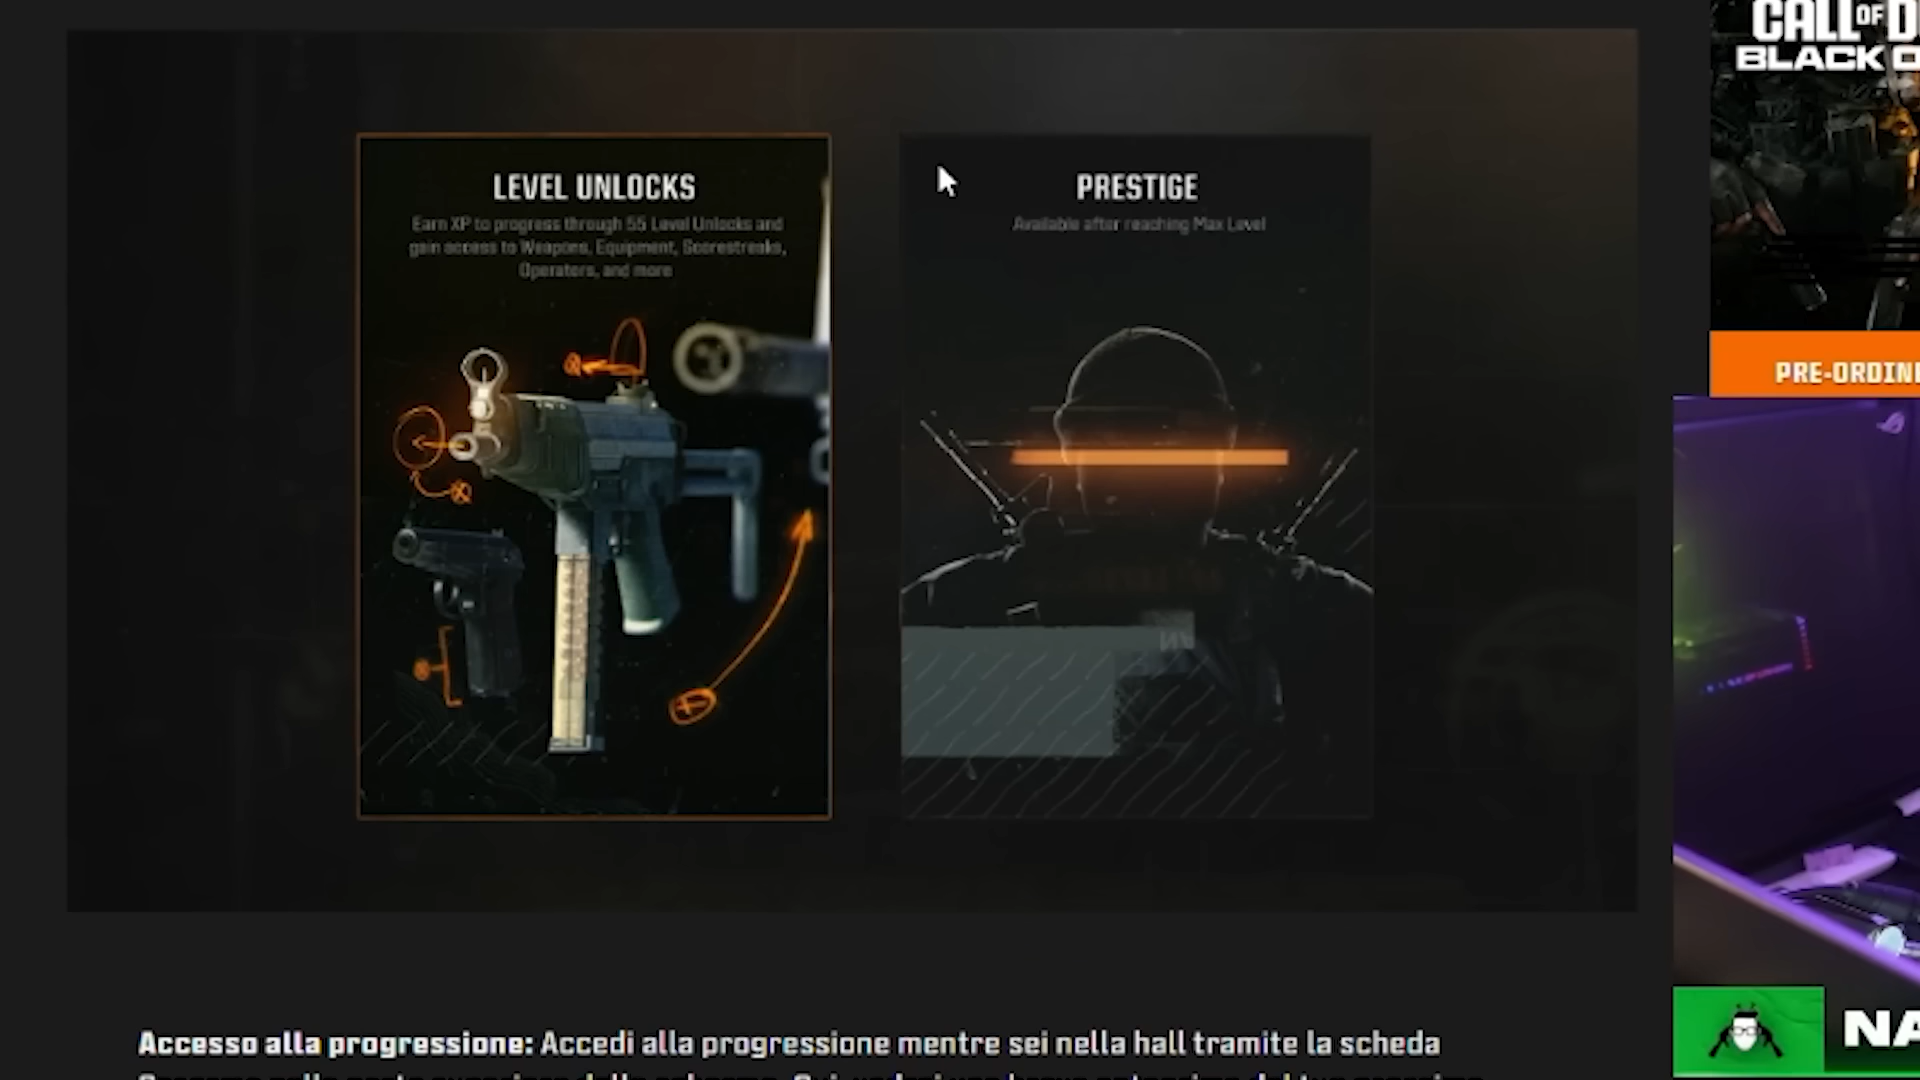 CALL OF D
BLACK O
LEVEL UNLOCKS
Earn XP to progress through 55 Level Unlocks and
gain access to Weapons, Equipment, Scorestreaks,
Operators, and more
PRESTIGE
Available after reaching Max Level
PRE-ORDINE
Accesso alla progressione: Accedi alla progressione mentre sei nella hall tramite la scheda
NA